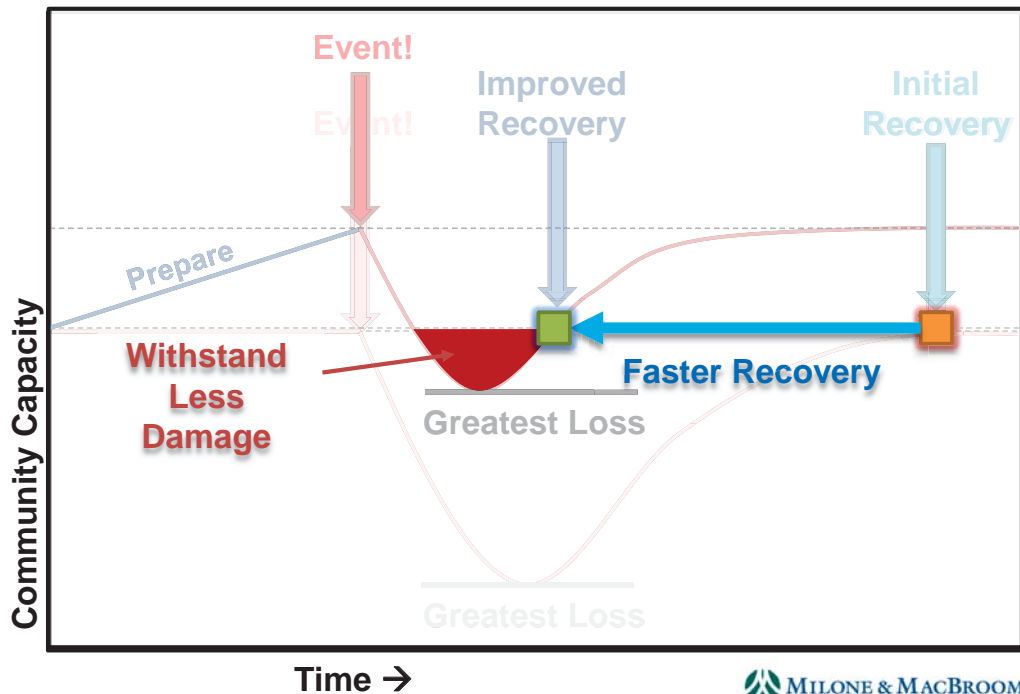 Event!
Event!
Improved
Recovery
Initial
Recovery
Prepare
Withstand
Less
Damage
Faster Recovery
Greatest Loss
Greatest Loss
Community Capacity
Time →
MILONE & MACBROOM